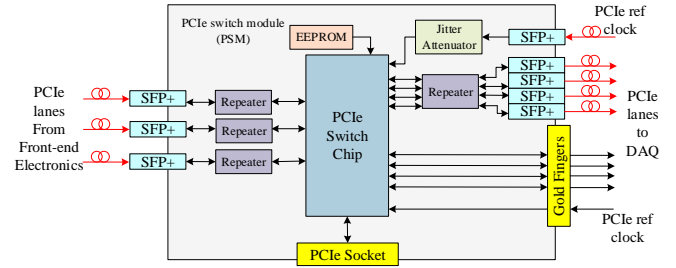 PCIe switch module
(PSM)
EEPROM
Jitter
Attenuator
SFP+
PCIe ref
clock
PCIe
lanes
From
Front-end
Electronics
SFP+
SFP+
SFP+
Repeater
Repeater
Repeater
PCIe
Switch
Chip
Repeater
SFP+
SFP+
SFP+
SFP+
PCIe
lanes to
DAQ
Gold Fingers
PCIe ref
clock
PCIe Socket